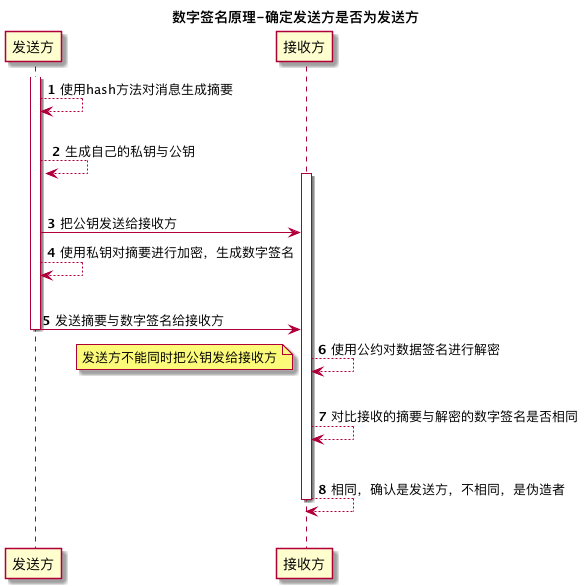 数字签名原理-确定发送方是否为发送方
发送方
接收方
1 使用hash方法对消息生成摘要
2 生成自己的私钥与公钥
3 把公钥发送给接收方
4 使用私钥对摘要进行加密，生成数字签名
5 发送摘要与数字签名给接收方
发送方不能同时把公钥发给接收方
6 使用公约对数据签名进行解密
7 对比接收的摘要与解密的数字签名是否相同
8 相同，确认是发送方，不相同，是伪造者
发送方
接收方